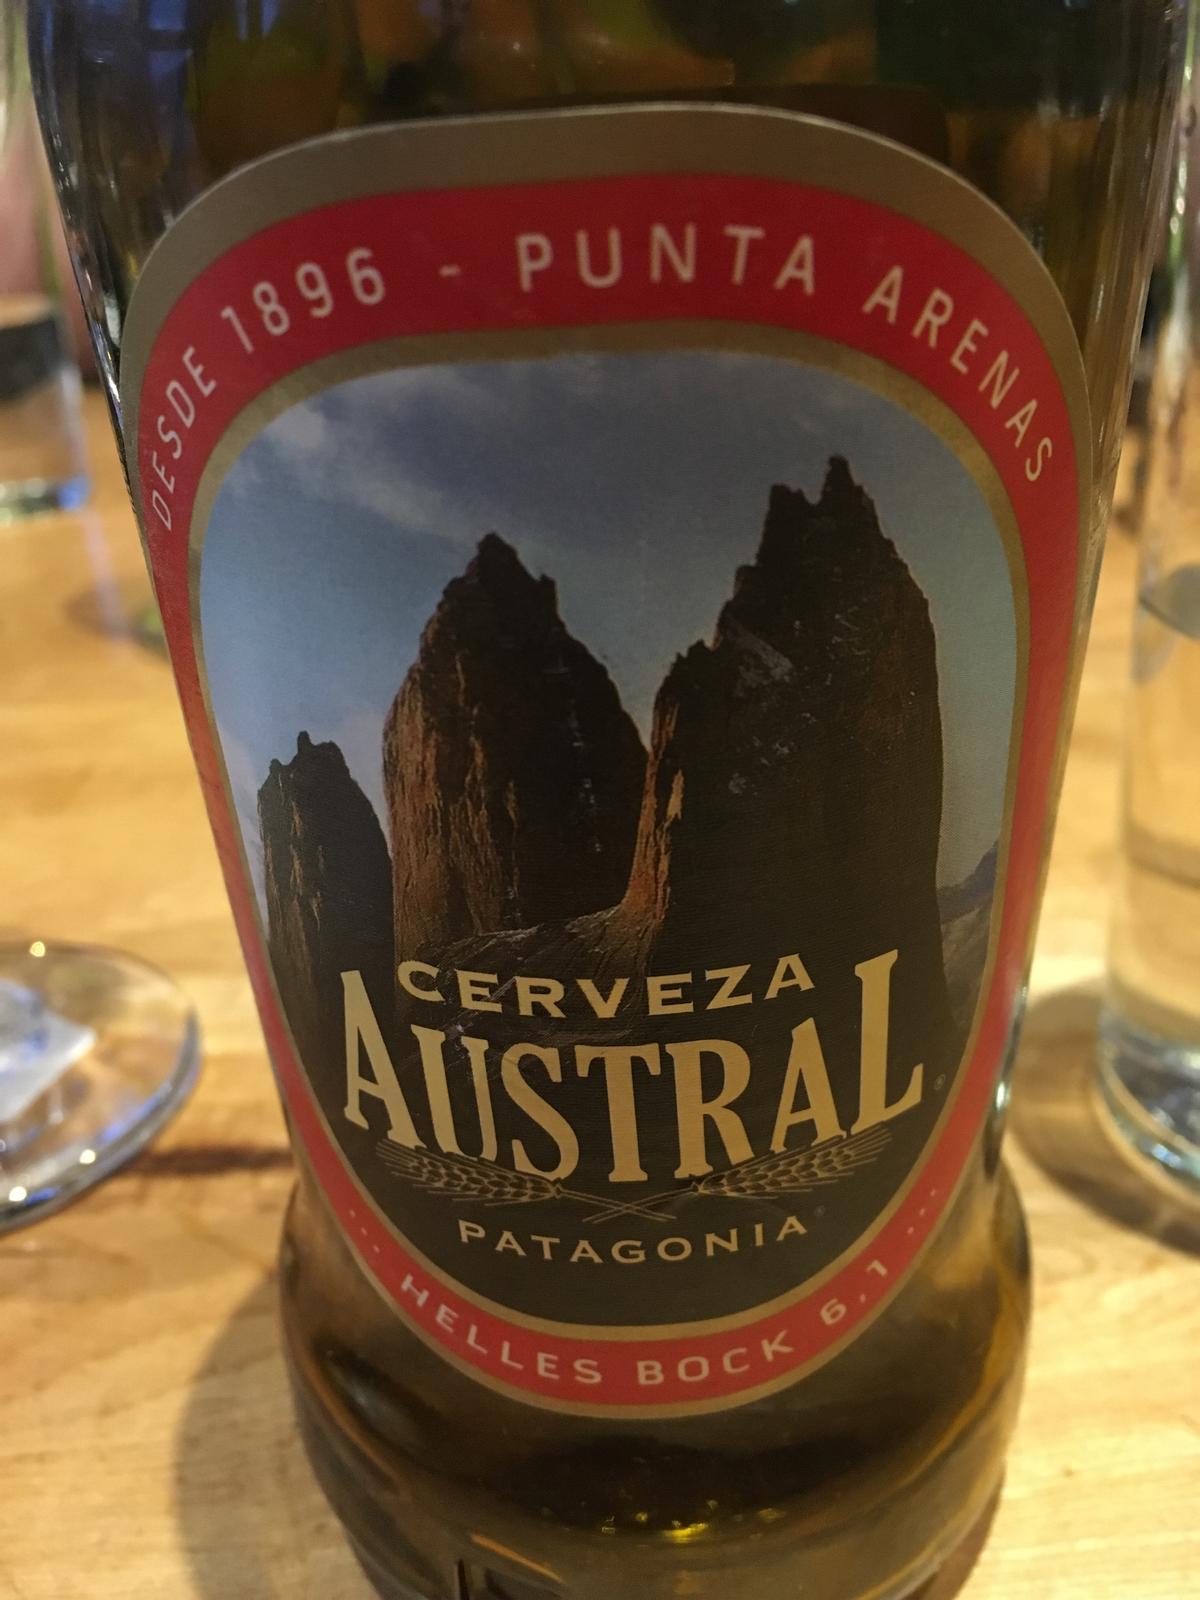 DESDE 1896 - PUNTA ARENAS
CERVEZA
AUSTRAL®
PATAGONIA®
... HELLES BOCK 6.1 ...